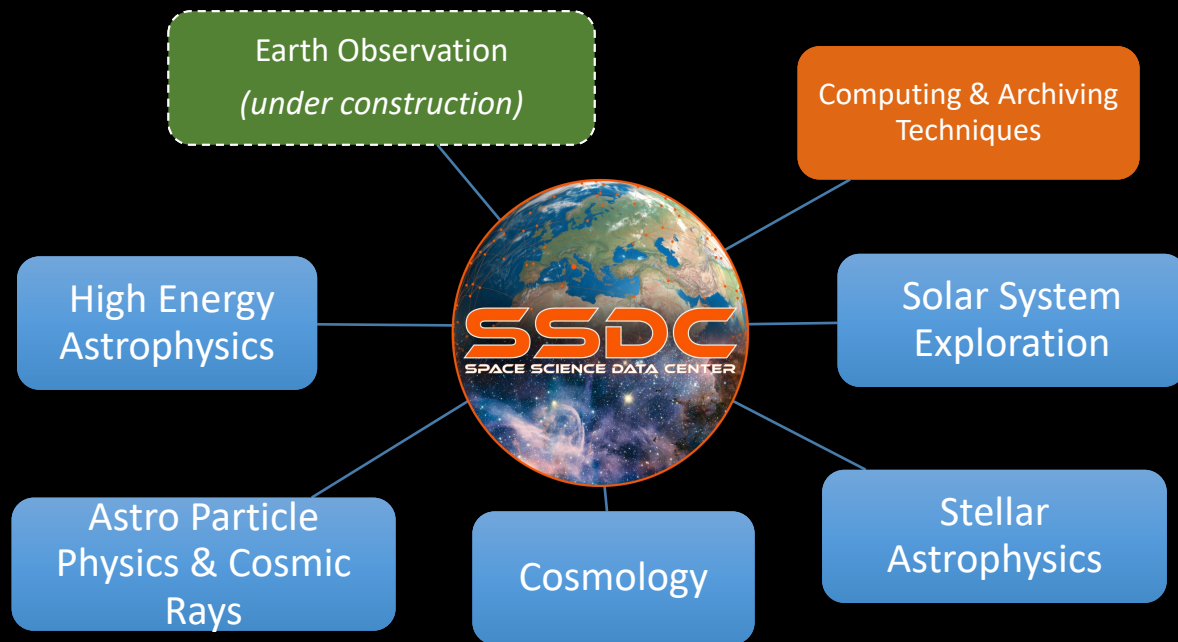 Earth Observation
(under construction)
Computing & Archiving
Techniques
High Energy
Astrophysics
SSDC
SPACE SCIENCE DATA CENTER
Solar System
Exploration
Astro Particle
Physics & Cosmic
Rays
Cosmology
Stellar
Astrophysics